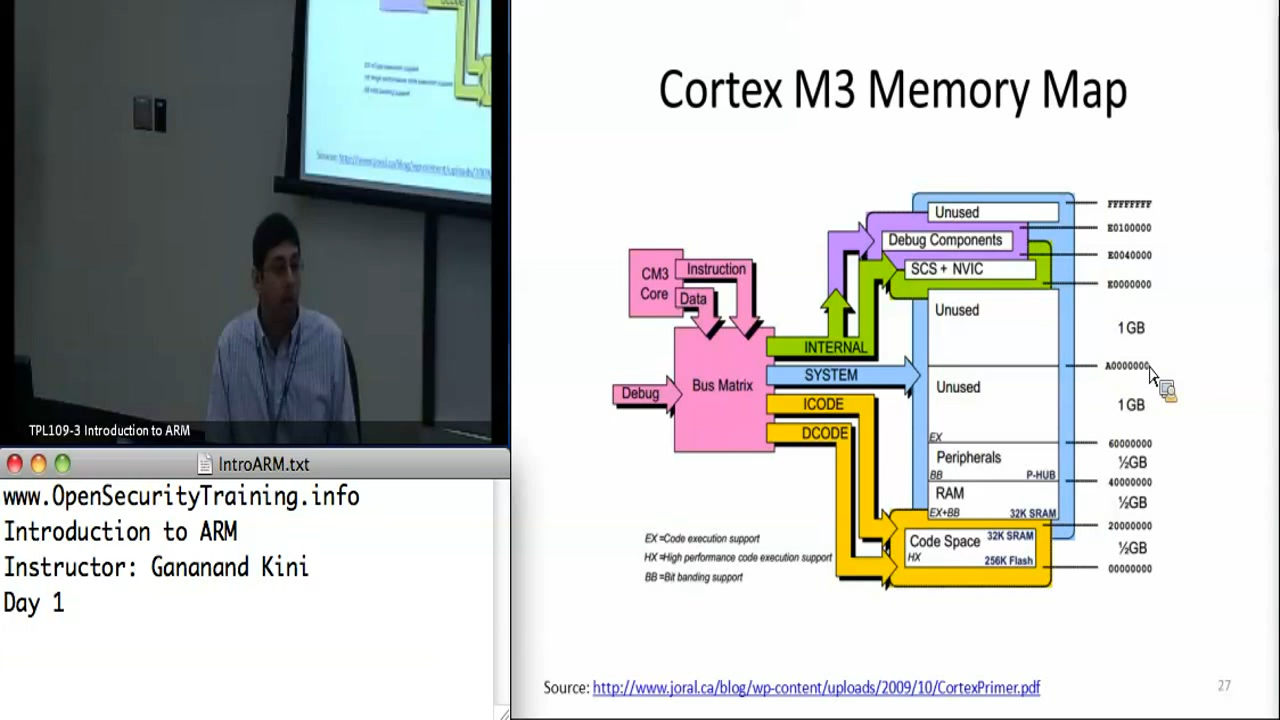 TPL109-3 Introduction to ARM
IntroARM.txt
www.OpenSecurityTraining.info
Introduction to ARM
Instructor: Gananand Kini
Day 1
Cortex M3 Memory Map
CM3
Core
Instruction
Data
Debug
Bus Matrix
INTERNAL
SYSTEM
ICODE
DCODE
Unused
Debug Components
SCS + NVIC
Unused
Unused
EX
Peripherals
BB
P-HUB
RAM
EX+BB
32K SRAM
Code Space
32K SRAM
HX
256K Flash
FFFFFFFF
E0100000
E0040000
E0000000
1GB
A0000000
1GB
60000000
½GB
40000000
½GB
20000000
½GB
00000000
EX =Code execution support
HX =High performance code execution support
BB =Bit banding support
Source: http://www.joral.ca/blog/wp-content/uploads/2009/10/CortexPrimer.pdf
27